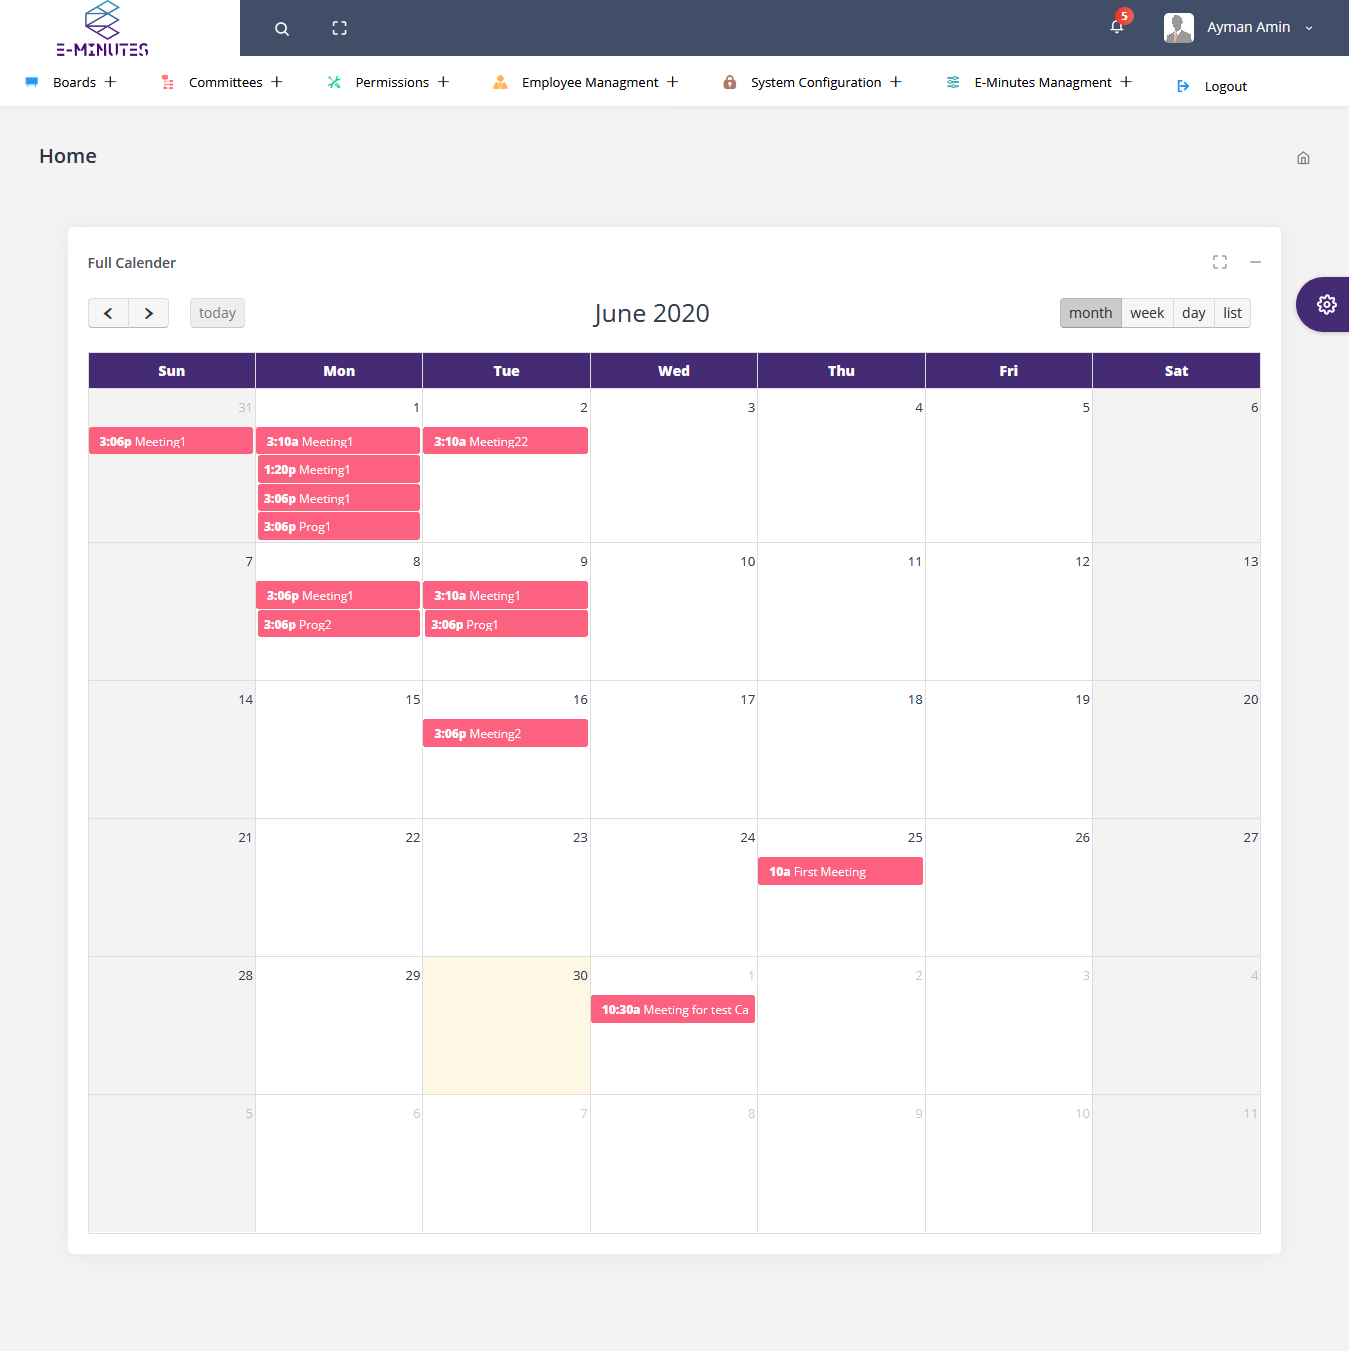 E-MINUTES
5
Ayman Amin
Boards
Committees
Permissions
Employee Managment
System Configuration
E-Minutes Managment
Logout
Home
Full Calender
today
June 2020
month week day list
Sun Mon Tue Wed Thu Fri Sat
31 1 2 3 4 5 6
3:06p Meeting1
3:10a Meeting1
3:10a Meeting22
1:20p Meeting1
3:06p Meeting1
3:06p Prog1
7 8 9 10 11 12 13
3:06p Meeting1
3:10a Meeting1
3:06p Prog2
3:06p Prog1
14 15 16 17 18 19 20
3:06p Meeting2
21 22 23 24 25 26 27
10a First Meeting
28 29 30 1 2 3 4
10:30a Meeting for test Ca
5 6 7 8 9 10 11